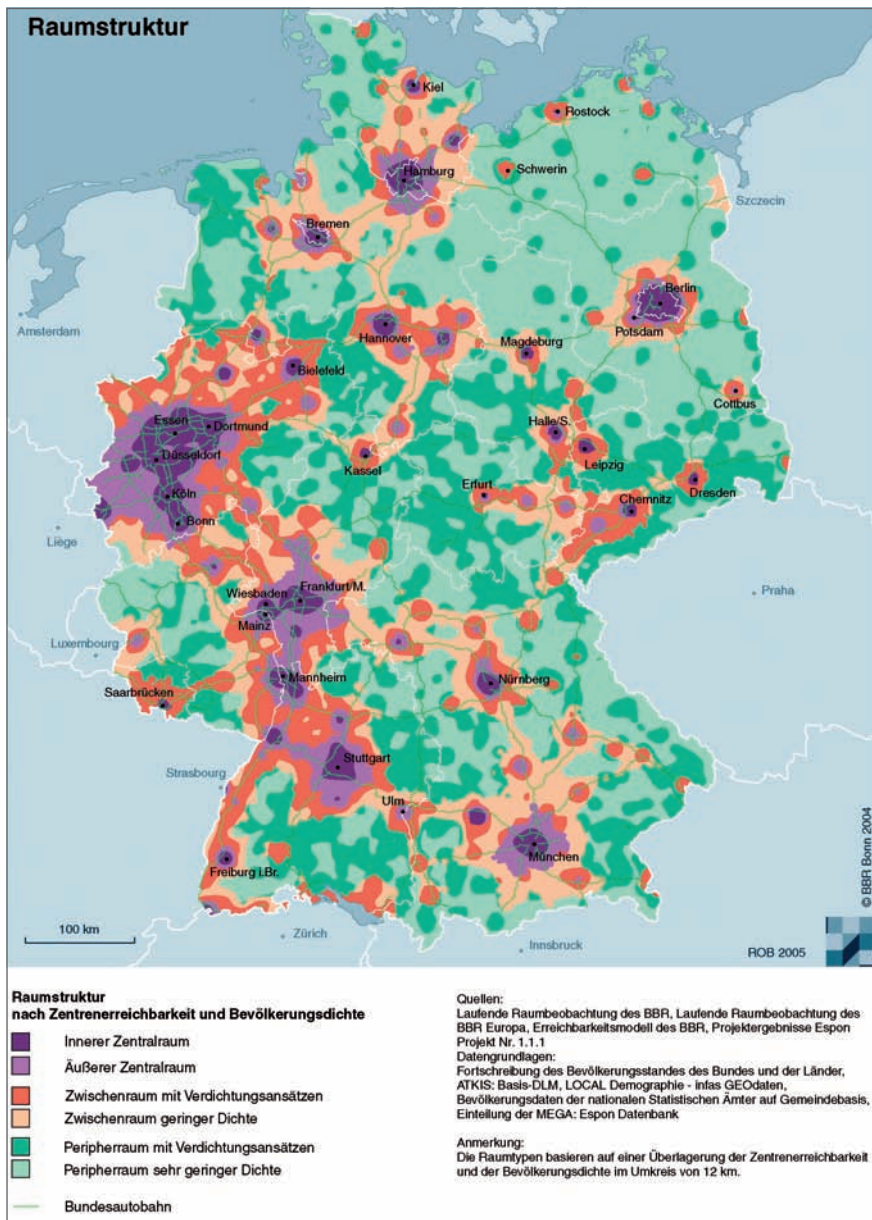 Raumstruktur
Kiel
Rostock
Hamburg
Schwerin
Szczecin
Bremen
Berlin
Amsterdam
Hannover
Potsdam
Magdeburg
Bielefeld
Cottbus
Essen
Dortmund
Halle/S.
Düsseldorf
Kassel
Leipzig
Köln
Erfurt
Dresden
Chemnitz
Bonn
Liège
Wiesbaden
Frankfurt/M.
Praha
Mainz
Luxembourg
Mannheim
Nürnberg
Saarbrücken
Stuttgart
Strasbourg
Ulm
München
Freiburg i.Br.
© BBR Bonn 2004
100 km
Zürich
Innsbruck
ROB 2005
Raumstruktur
nach Zentrenerreichbarkeit und Bevölkerungsdichte
Innerer Zentralraum
Äußerer Zentralraum
Zwischenraum mit Verdichtungsansätzen
Zwischenraum geringer Dichte
Peripherraum mit Verdichtungsansätzen
Peripherraum sehr geringer Dichte
Bundesautobahn
Quellen:
Laufende Raumbeobachtung des BBR, Laufende Raumbeobachtung des
BBR Europa, Erreichbarkeitsmodell des BBR, Projektergebnisse Espon
Projekt Nr. 1.1.1
Datengrundlagen:
Fortschreibung des Bevölkerungsstandes des Bundes und der Länder,
ATKIS: Basis-DLM, LOCAL Demographie - infas GEOdaten,
Bevölkerungsdaten der nationalen Statistischen Ämter auf Gemeindebasis,
Einteilung der MEGA: Espon Datenbank
Anmerkung:
Die Raumtypen basieren auf einer Überlagerung der Zentrenerreichbarkeit
und der Bevölkerungsdichte im Umkreis von 12 km.